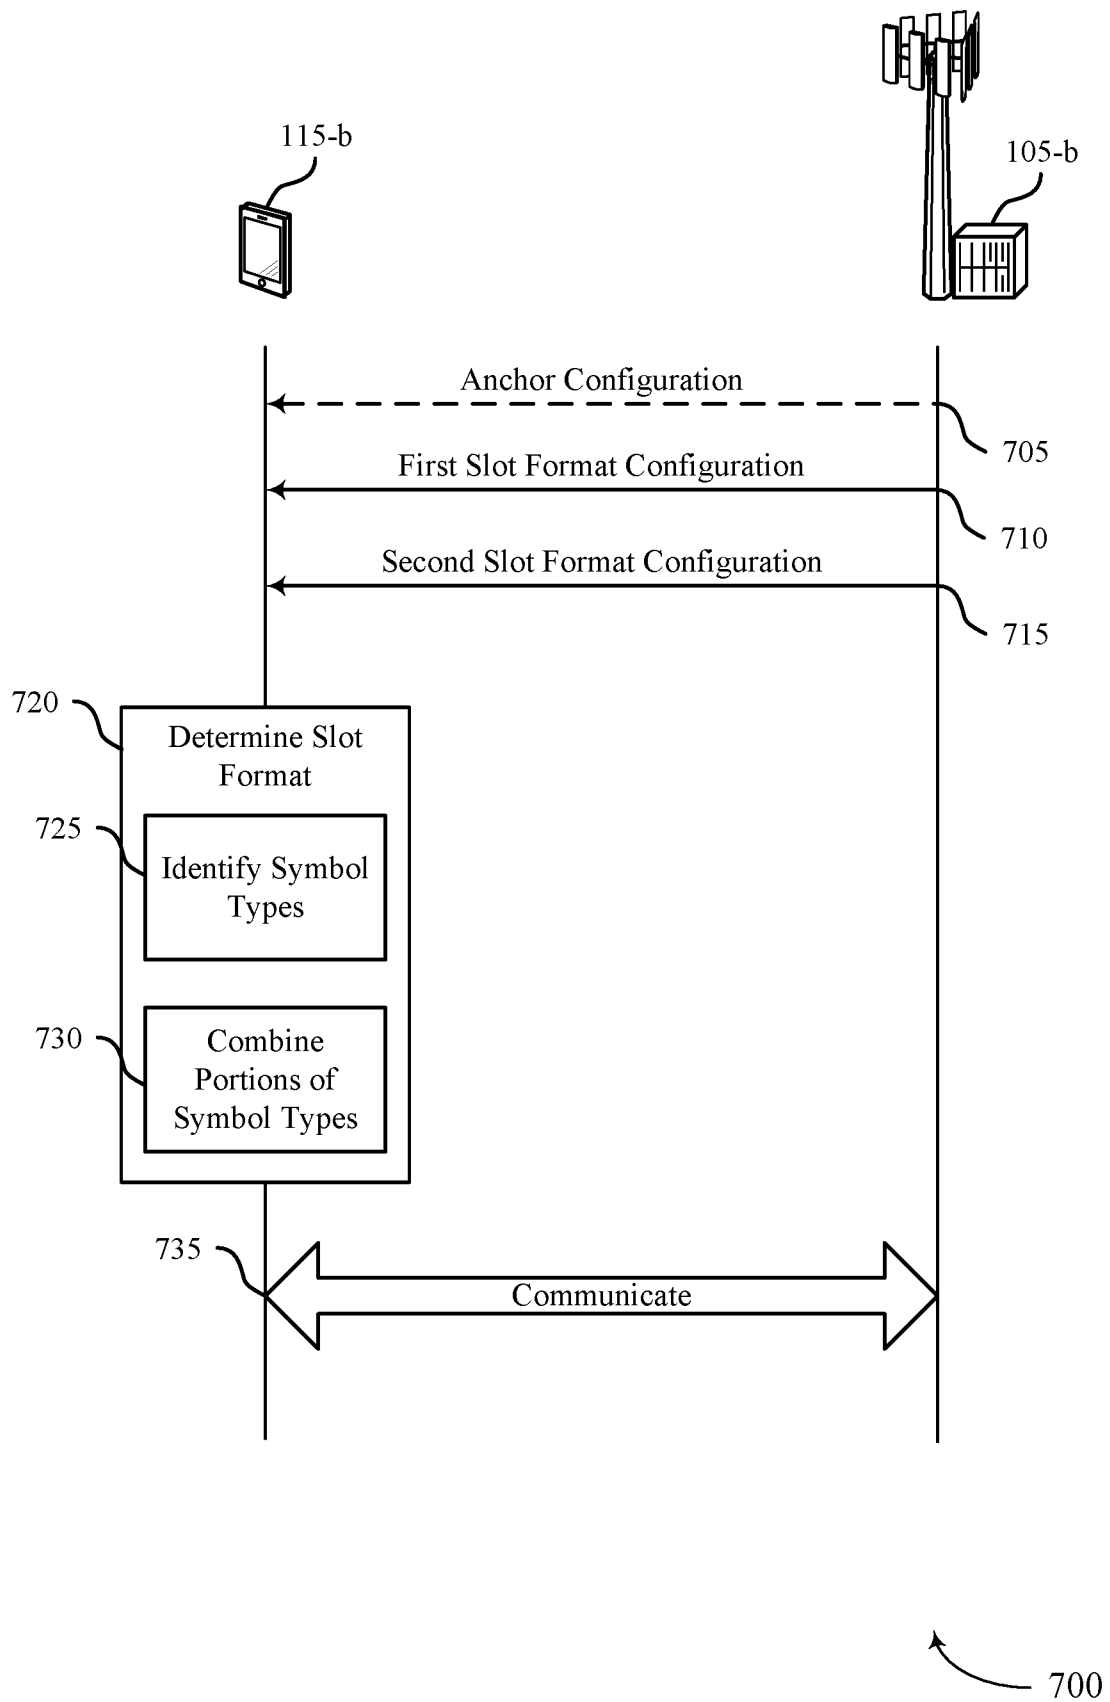 115-b
105-b
Anchor Configuration
705
First Slot Format Configuration
710
Second Slot Format Configuration
715
720
Determine Slot
Format
725
Identify Symbol
Types
730
Combine
Portions of
Symbol Types
735
Communicate
700